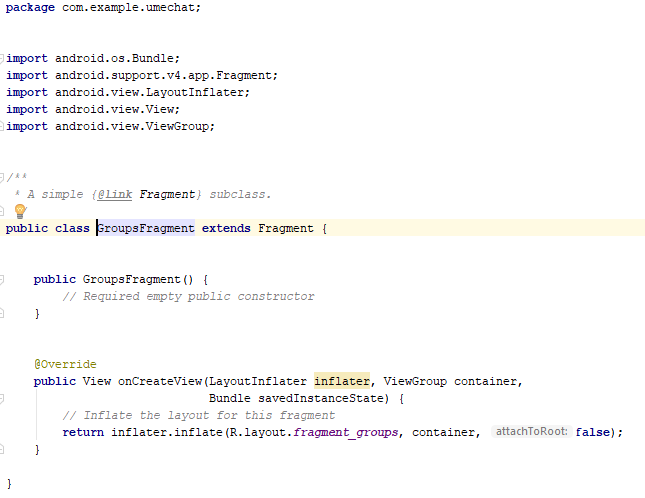 package com.example.umechat;
import android.os.Bundle;
import android.support.v4.app.Fragment;
import android.view.LayoutInflater;
import android.view.View;
import android.view.ViewGroup;
/**
* A simple {@link Fragment} subclass.
public class GroupsFragment extends Fragment {
public GroupsFragment() {
// Required empty public constructor
}
@Override
public View onCreateView(LayoutInflater inflater, ViewGroup container,
Bundle savedInstanceState) {
// Inflate the layout for this fragment
return inflater.inflate(R.layout.fragment_groups, container, attachToRoot: false);
}
}